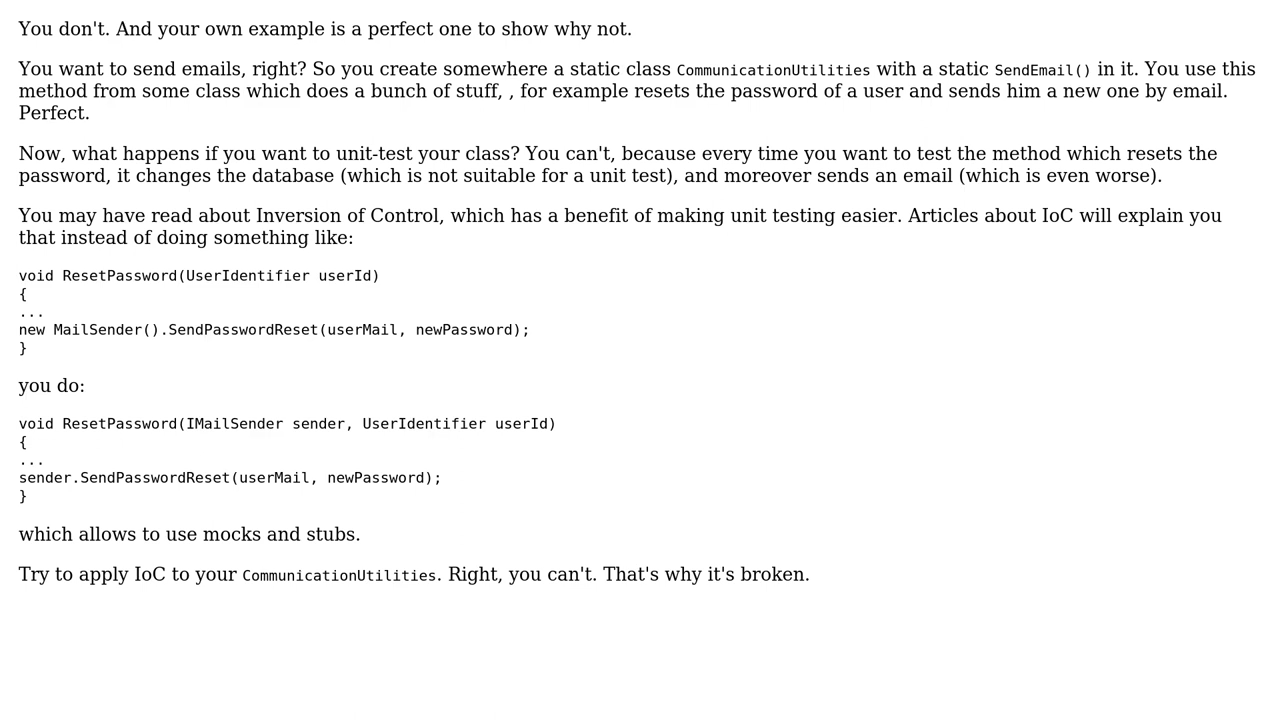 You don't. And your own example is a perfect one to show why not.
You want to send emails, right? So you create somewhere a static class CommunicationUtilities with a static SendEmail() in it. You use this
method from some class which does a bunch of stuff, , for example resets the password of a user and sends him a new one by email.
Perfect.
Now, what happens if you want to unit-test your class? You can't, because every time you want to test the method which resets the
password, it changes the database (which is not suitable for a unit test), and moreover sends an email (which is even worse).
You may have read about Inversion of Control, which has a benefit of making unit testing easier. Articles about IoC will explain you
that instead of doing something like:
void ResetPassword(UserIdentifier userId)
{
...
new MailSender().SendPasswordReset(userMail, newPassword);
}
you do:
void ResetPassword(IMailSender sender, UserIdentifier userId)
{
...
sender.SendPasswordReset(userMail, newPassword);
}
which allows to use mocks and stubs.
Try to apply IoC to your CommunicationUtilities. Right, you can't. That's why it's broken.